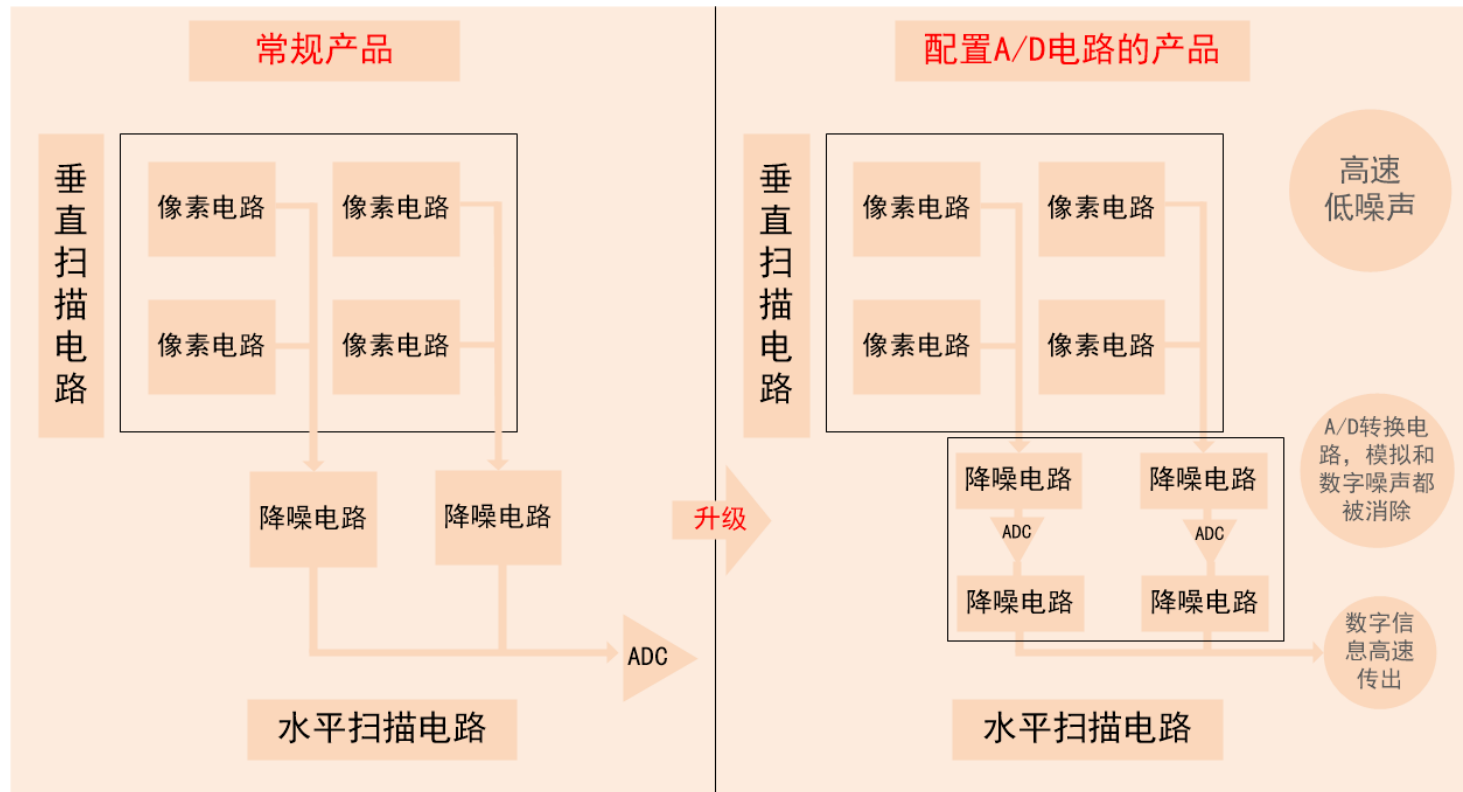 常规产品
垂
直
扫
描
电
路
像素电路
像素电路
像素电路
像素电路
降噪电路
降噪电路
ADC
水平扫描电路
升级
配置A/D电路的产品
垂
直
扫
描
电
路
像素电路
像素电路
像素电路
像素电路
降噪电路
降噪电路
ADC
ADC
降噪电路
降噪电路
水平扫描电路
高速
低噪声
A/D转换电
路，模拟和
数字噪声都
被消除
数字信
息高速
传出